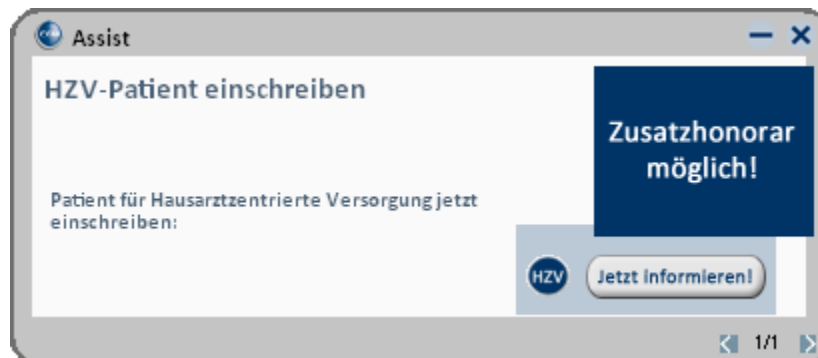 Assist
HZV-Patient einschreiben
Zusatzhonorar
möglich!
Patient für Hausarztzentrierte Versorgung jetzt
einschreiben:
HZV
Jetzt informieren!
1/1